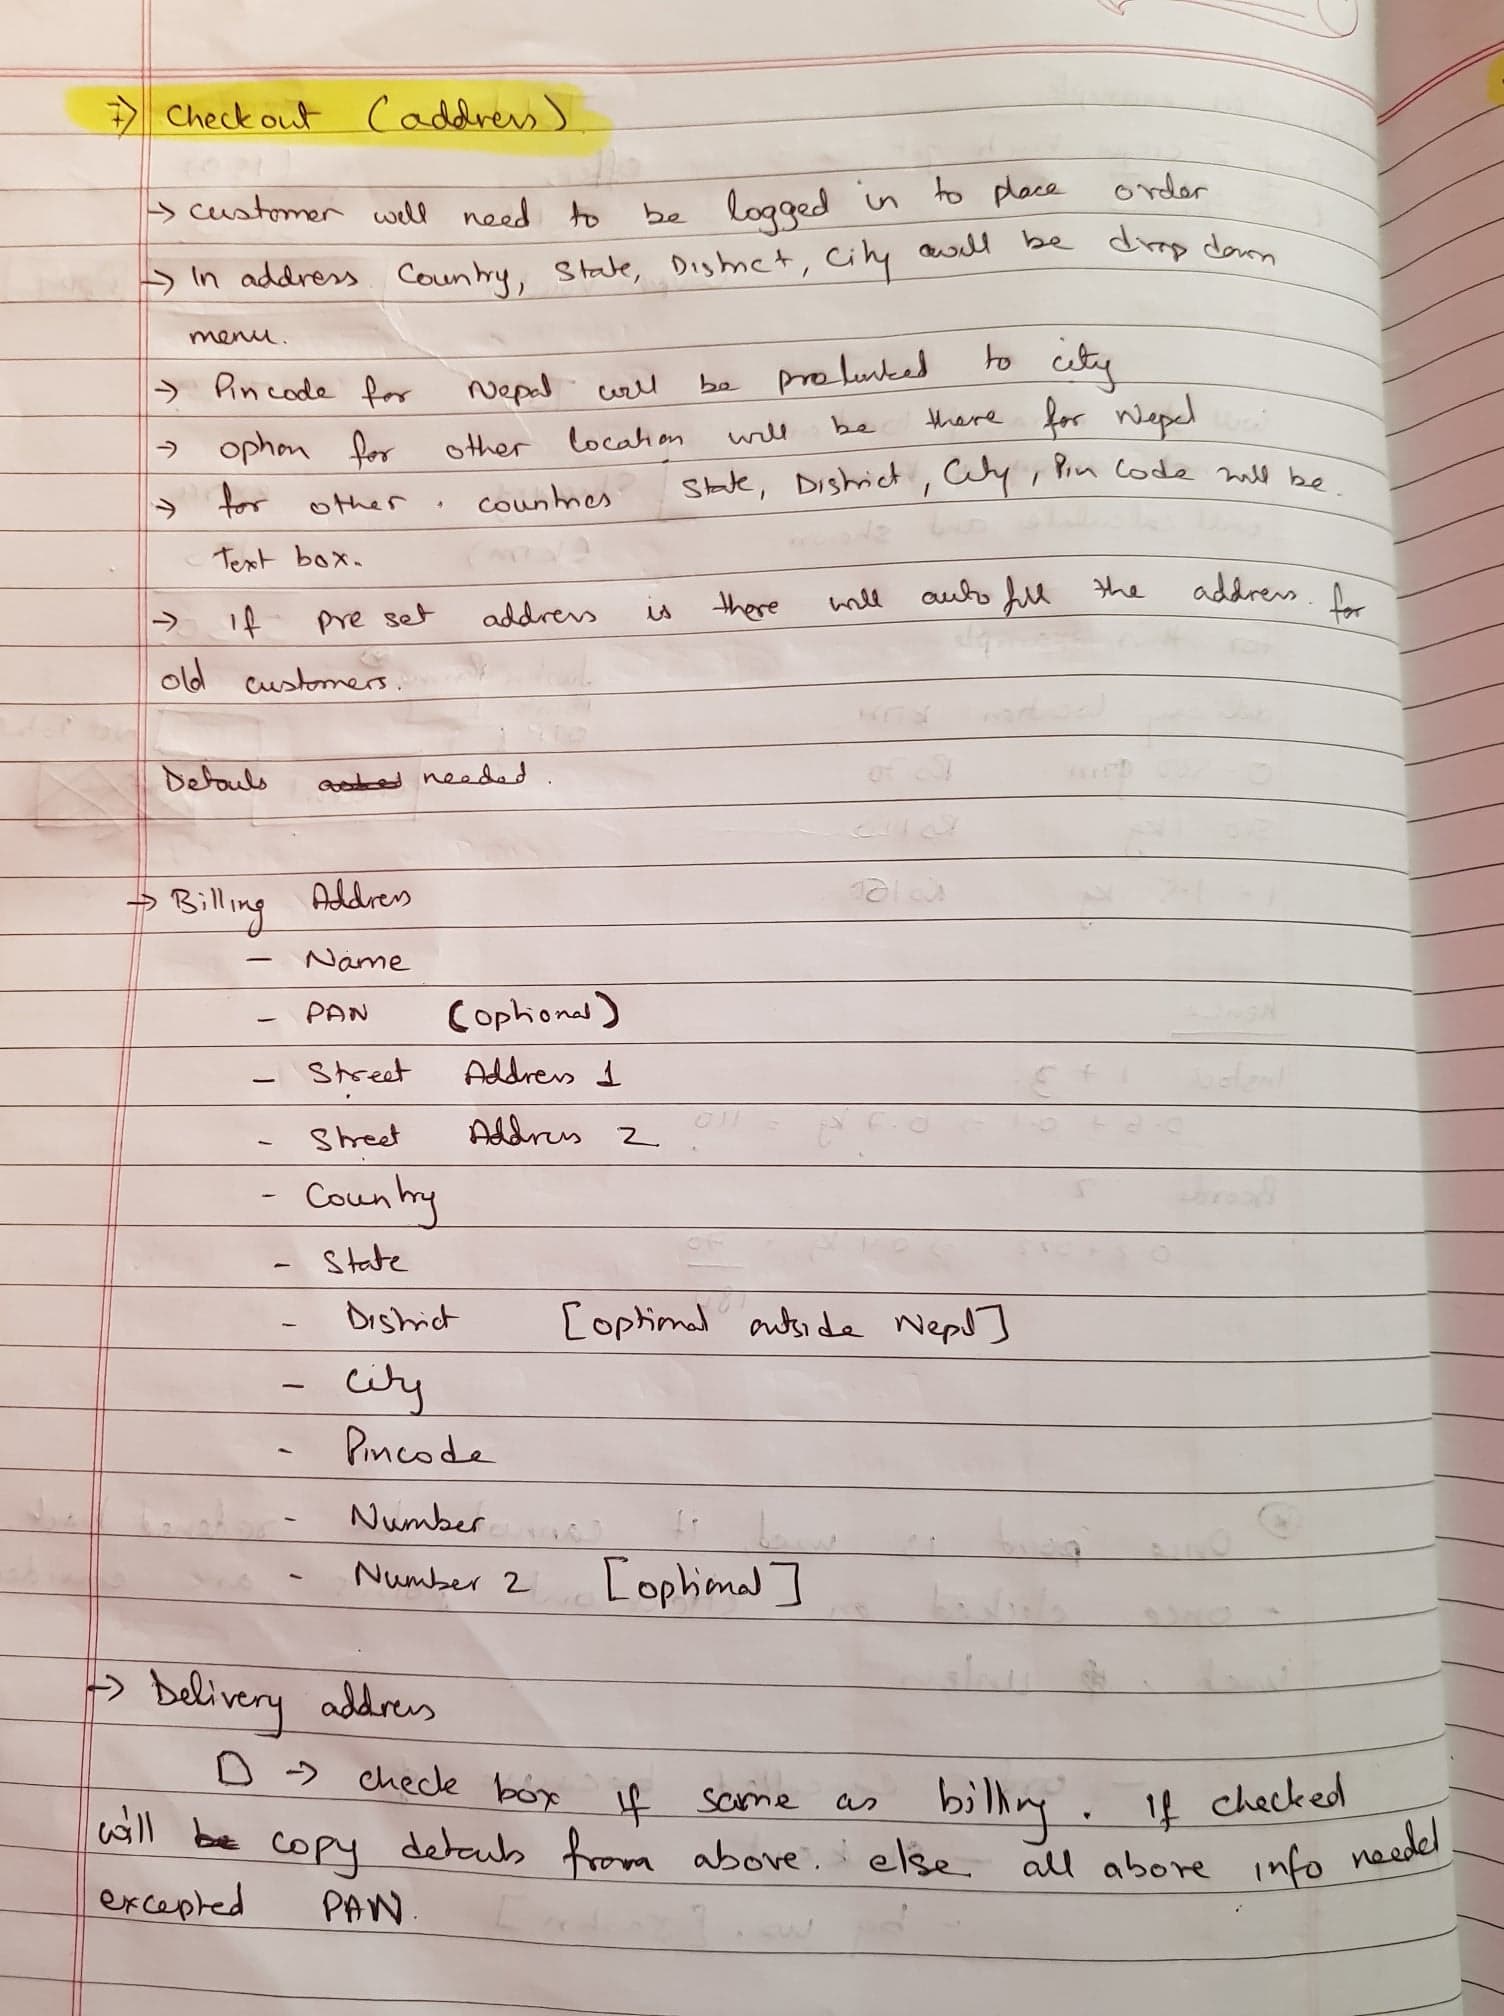 7) Checkout (address)
→ customer will need to be logged in to place order
→ In address Country, State, District, City will be drop down
menu.
→ Pincode for Nepal will be prelinked to city
→ option for other location will be there for Nepal
→ for other countries State, District, City, Pin Code will be
Text box.
→ if pre set address is there will auto fill the address for
old customers.
Details needed.
→ Billing Address
- Name
- PAN (optional)
- Street Address 1
- Street Address 2
- Country
- State
- District [optional outside Nepal]
- City
- Pincode
- Number
- Number 2 [optional]
→ Delivery address
→ check box if same as billing. If checked
will copy details from above. else all above info needed
excepted PAN.